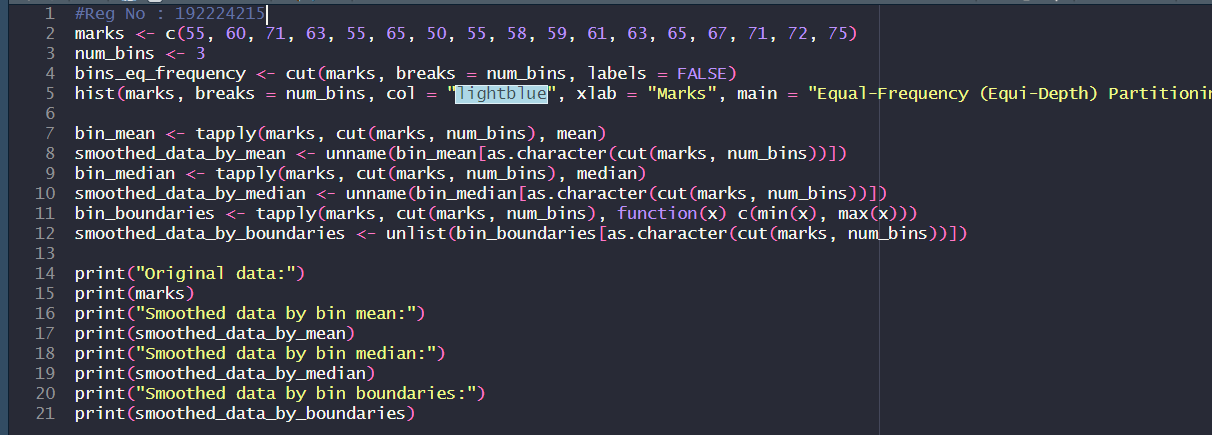 1 #Reg No : 192224215
2 marks <- c(55, 60, 71, 63, 55, 65, 50, 55, 58, 59, 61, 63, 65, 67, 71, 72, 75)
3 num_bins <- 3
4 bins_eq_frequency <- cut(marks, breaks = num_bins, labels = FALSE)
5 hist(marks, breaks = num_bins, col = "lightblue", xlab = "Marks", main = "Equal-Frequency (Equi-Depth) Partitionin
6
7 bin_mean <- tapply(marks, cut(marks, num_bins), mean)
8 smoothed_data_by_mean <- unname(bin_mean[as.character(cut(marks, num_bins))])
9 bin_median <- tapply(marks, cut(marks, num_bins), median)
10 smoothed_data_by_median <- unname(bin_median[as.character(cut(marks, num_bins))])
11 bin_boundaries <- tapply(marks, cut(marks, num_bins), function(x) c(min(x), max(x)))
12 smoothed_data_by_boundaries <- unlist(bin_boundaries[as.character(cut(marks, num_bins))])
13
14 print("Original data:")
15 print(marks)
16 print("Smoothed data by bin mean:")
17 print(smoothed_data_by_mean)
18 print("Smoothed data by bin median:")
19 print(smoothed_data_by_median)
20 print("Smoothed data by bin boundaries:")
21 print(smoothed_data_by_boundaries)